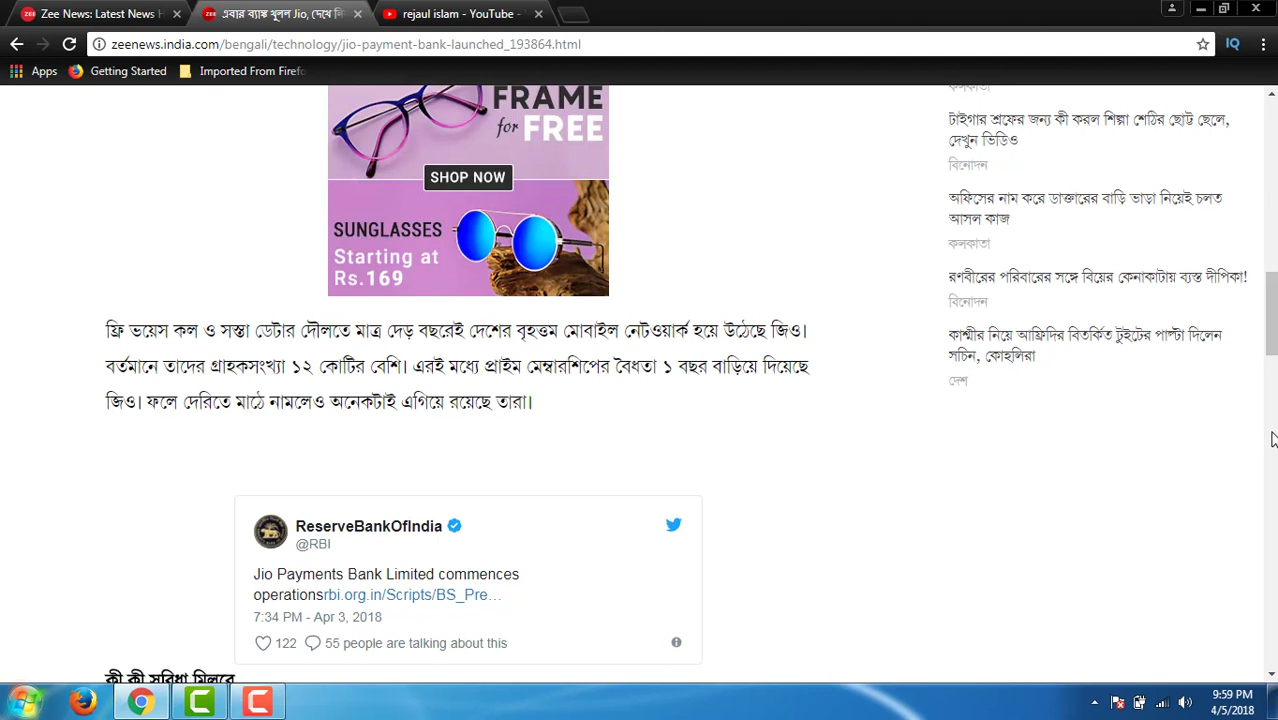 Zee News: Latest News H
এবার ব্যাঙ্ক খুলল Jio, দেখে নি
rejaul islam - YouTube -
zeenews.india.com/bengali/technology/jio-payment-bank-launched_193864.html
IQ
Apps
Getting Started
Imported From Firefo
FRAME
for FREE
SHOP NOW
SUNGLASSES
Starting at
Rs.169
ফ্রি ভয়েস কল ও সস্তা ডেটার দৌলতে মাত্র দেড় বছরেই দেশের বৃহত্তম মোবাইল নেটওয়ার্ক হয়ে উঠেছে জিও।
বর্তমানে তাদের গ্রাহকসংখ্যা ১২ কোটির বেশি। এরই মধ্যে প্রাইম মেম্বারশিপের বৈধতা ১ বছর বাড়িয়ে দিয়েছে
জিও। ফলে দেরিতে মাঠে নামলেও অনেকটাই এগিয়ে রয়েছে তারা।
ReserveBankOfIndia
@RBI
Jio Payments Bank Limited commences
operationsrbi.org.in/Scripts/BS_Pre…
7:34 PM - Apr 3, 2018
122
55 people are talking about this
কী কী সুবিধা মিলবে
কলকাতা
টাইগার শ্রফের জন্য কী করল শিল্পা শেঠির ছোট্ট ছেলে,
দেখুন ভিডিও
বিনোদন
অফিসের নাম করে ডাক্তারের বাড়ি ভাড়া নিয়েই চলত
আসল কাজ
কলকাতা
রণবীরের পরিবারের সঙ্গে বিয়ের কেনাকাটায় ব্যস্ত দীপিকা!
বিনোদন
কাশ্মীর নিয়ে আফ্রিদির বিতর্কিত টুইটের পাল্টা দিলেন
সচিন, কোহলিরা
দেশ
9:59 PM
4/5/2018